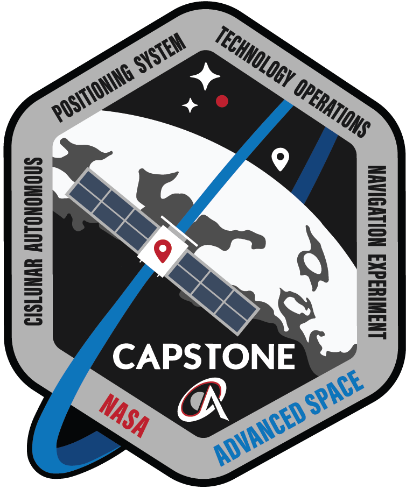 CISLUNAR AUTONOMOUS
POSITIONING SYSTEM
TECHNOLOGY OPERATIONS
NAVIGATION EXPERIMENT
CAPSTONE
NASA
ADVANCED SPACE